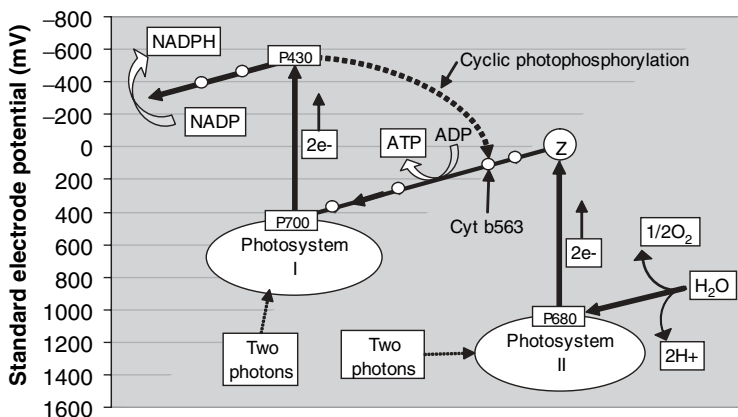 Standard electrode potential (mV)
–800
–600
–400
–200
0
200
400
600
800
1000
1200
1400
1600
NADPH
NADP
P430
Cyclic photophosphorylation
2e-
ATP
ADP
Z
P700
Photosystem
I
Cyt b563
2e-
1/2O₂
H₂O
2H+
P680
Photosystem
II
Two
photons
Two
photons